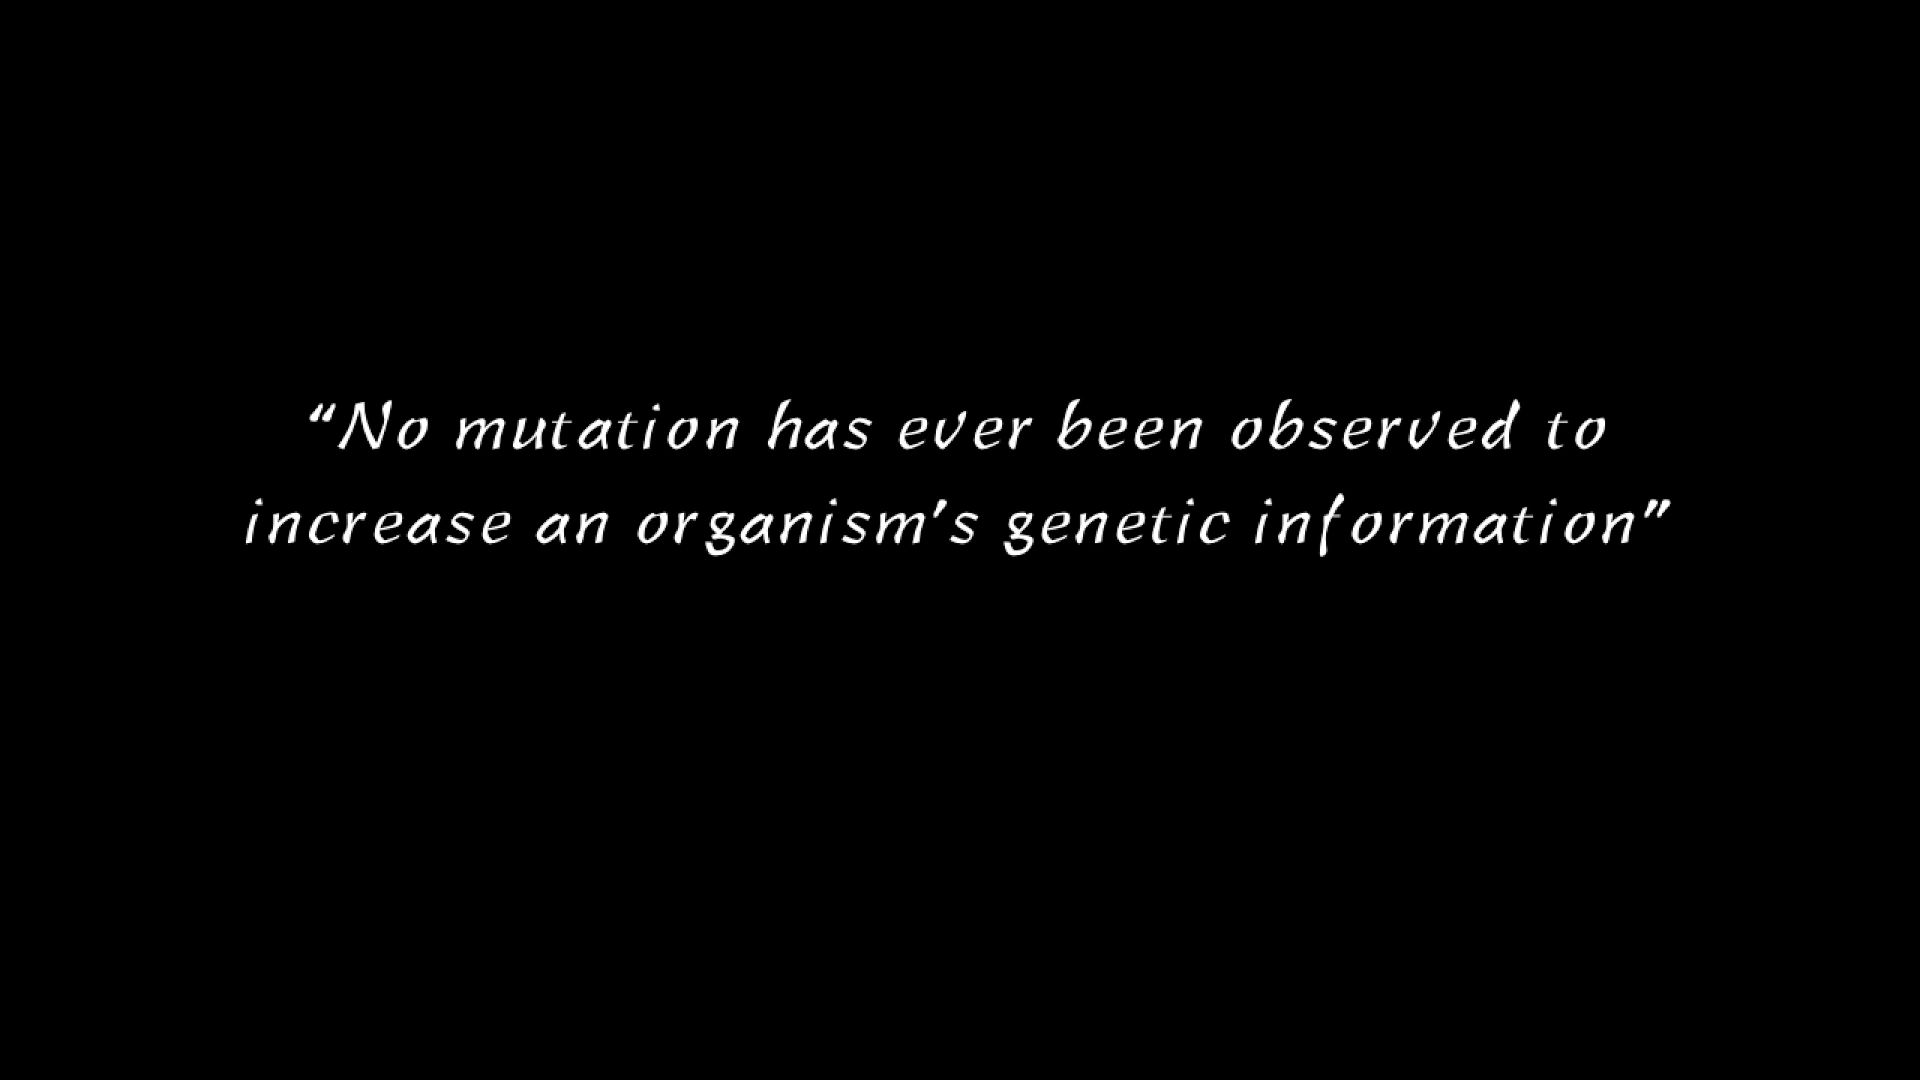 “No mutation has ever been observed to
increase an organism’s genetic information”